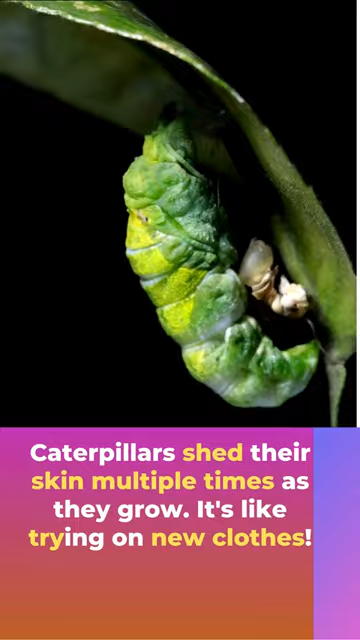 Caterpillars shed their
skin multiple times as
they grow. It's like
trying on new clothes!